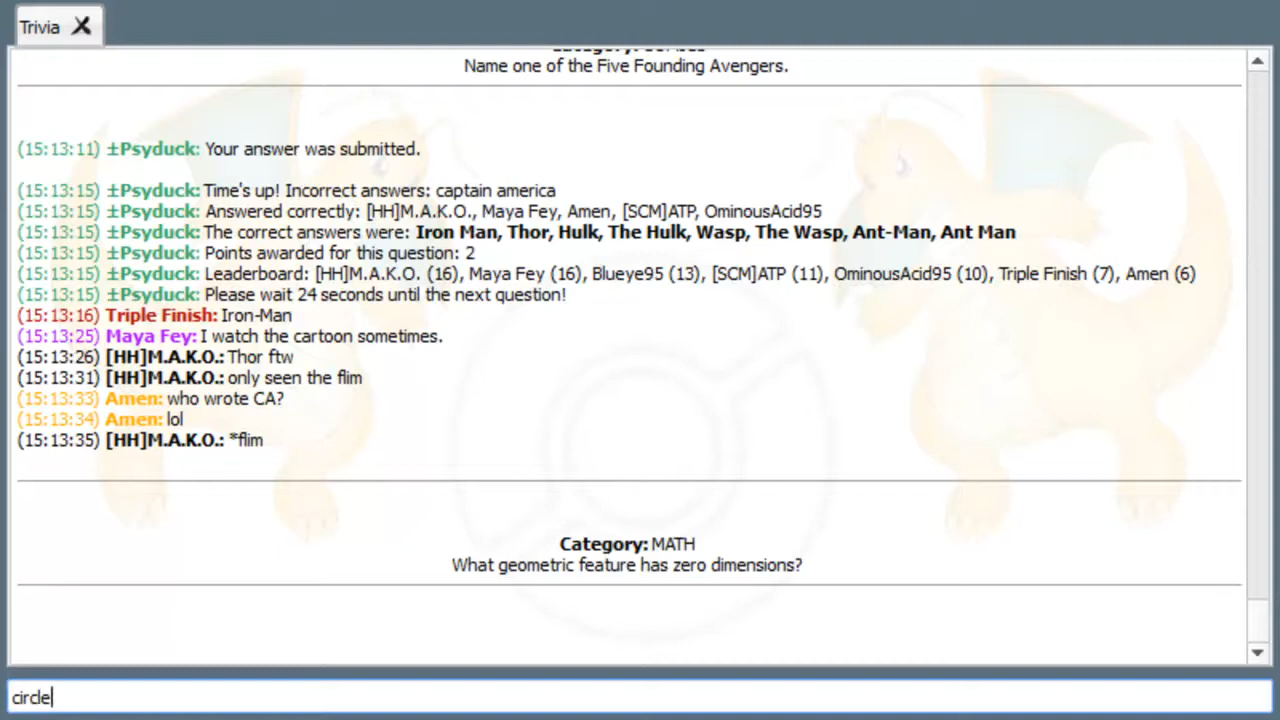 Trivia X
Name one of the Five Founding Avengers.
(15:13:11) ±Psyduck: Your answer was submitted.
(15:13:15) ±Psyduck: Time's up! Incorrect answers: captain america
(15:13:15) ±Psyduck: Answered correctly: [HH]M.A.K.O., Maya Fey, Amen, [SCM]ATP, OminousAcid95
(15:13:15) ±Psyduck: The correct answers were: Iron Man, Thor, Hulk, The Hulk, Wasp, The Wasp, Ant-Man, Ant Man
(15:13:15) ±Psyduck: Points awarded for this question: 2
(15:13:15) ±Psyduck: Leaderboard: [HH]M.A.K.O. (16), Maya Fey (16), Blueye95 (13), [SCM]ATP (11), OminousAcid95 (10), Triple Finish (7), Amen (6)
(15:13:15) ±Psyduck: Please wait 24 seconds until the next question!
(15:13:16) Triple Finish: Iron-Man
(15:13:25) Maya Fey: I watch the cartoon sometimes.
(15:13:26) [HH]M.A.K.O.: Thor ftw
(15:13:31) [HH]M.A.K.O.: only seen the flim
(15:13:33) Amen: who wrote CA?
(15:13:34) Amen: lol
(15:13:35) [HH]M.A.K.O.: *flim
Category: MATH
What geometric feature has zero dimensions?
circle